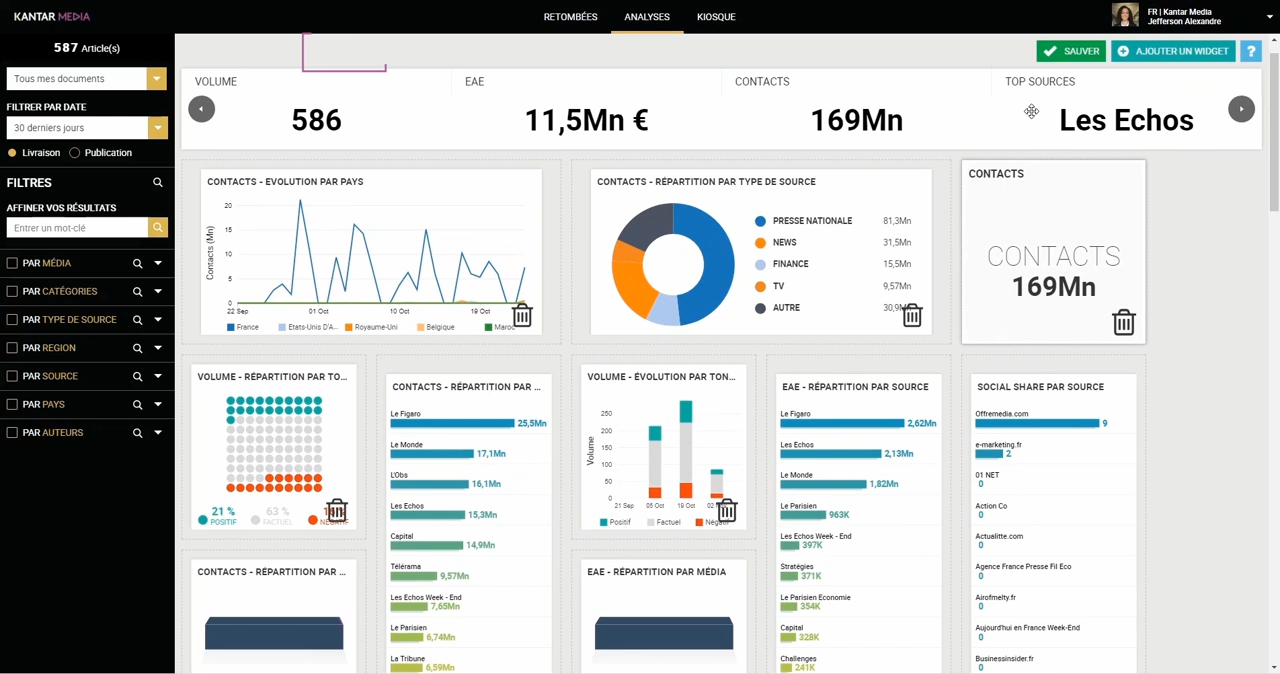 KANTAR MEDIA
RETOMBÉES
ANALYSES
KIOSQUE
FR | Kantar Media
Jefferson Alexandre
587 Article(s)
Tous mes documents
FILTRER PAR DATE
30 derniers jours
Livraison
Publication
FILTRES
AFFINER VOS RÉSULTATS
Entrer un mot-clé
PAR MÉDIA
PAR CATÉGORIES
PAR TYPE DE SOURCE
PAR REGION
PAR SOURCE
PAR PAYS
PAR AUTEURS
SAUVER
AJOUTER UN WIDGET
?
VOLUME
586
EAE
11,5Mn €
CONTACTS
169Mn
TOP SOURCES
Les Echos
CONTACTS - EVOLUTION PAR PAYS
Contacts (Mn)
20
15
10
5
0
22 Sep
01 Oct
10 Oct
19 Oct
France
Etats-Unis D'A...
Royaume-Uni
Belgique
Maroc
CONTACTS - RÉPARTITION PAR TYPE DE SOURCE
PRESSE NATIONALE 81,3Mn
NEWS 31,5Mn
FINANCE 15,5Mn
TV 9,57Mn
AUTRE 30,9
CONTACTS
CONTACTS
169Mn
VOLUME - RÉPARTITION PAR TO...
21 %
POSITIF
63 %
FACTUEL
CONTACTS - RÉPARTITION PAR ...
Le Figaro
25,5Mn
Le Monde
17,1Mn
L'Obs
16,1Mn
Les Echos
15,3Mn
Capital
14,9Mn
Télérama
9,57Mn
Les Echos Week - End
7,65Mn
Le Parisien
6,74Mn
La Tribune
6,59Mn
VOLUME - ÉVOLUTION PAR TON...
Volume
250
200
150
100
50
0
21 Sep
05 Oct
19 Oct
Positif
Factuel
Négatif
EAE - RÉPARTITION PAR SOURCE
Le Figaro
2,62Mn
Les Echos
2,13Mn
Le Monde
1,82Mn
Le Parisien
963K
Les Echos Week - End
397K
Stratégies
371K
Le Parisien Economie
354K
Capital
328K
Challenges
241K
SOCIAL SHARE PAR SOURCE
Offremedia.com
9
e-marketing.fr
2
01 NET
0
Action Co
0
Actualitte.com
0
Agence France Presse Fil Eco
0
Airofmelty.fr
0
Aujourd'hui en France Week-End
0
Businessinsider.fr
0
CONTACTS - RÉPARTITION PAR ...
EAE - RÉPARTITION PAR MÉDIA